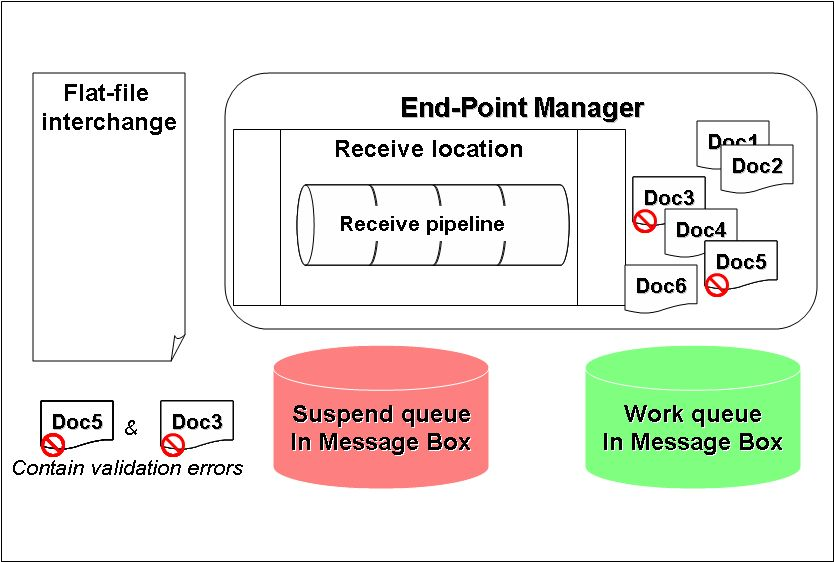 Flat-file
interchange
End-Point Manager
Receive location
Receive pipeline
Doc1
Doc2
Doc3
Doc4
Doc5
Doc6
Suspend queue
In Message Box
Work queue
In Message Box
Doc5 & Doc3
Contain validation errors